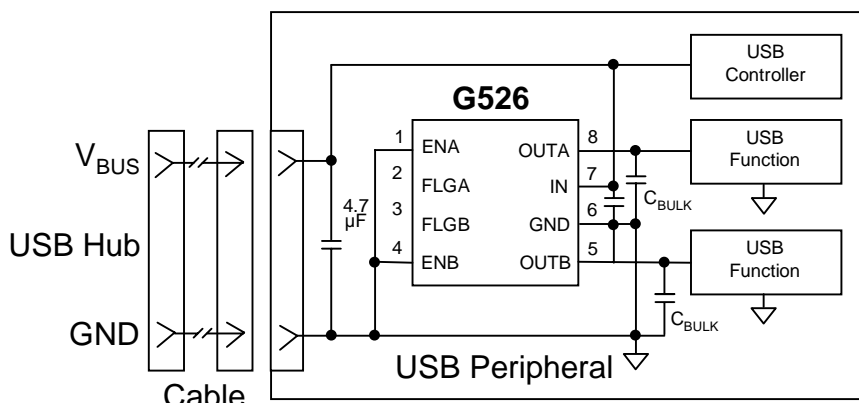 USB
Controller
G526
1
ENA
OUTA
8
USB
Function
V BUS
2
FLGA
IN
7
4.7
µF
C BULK
3
FLGB
GND
6
USB Hub
4
ENB
OUTB
5
USB
Function
C BULK
GND
USB Peripheral
Cable